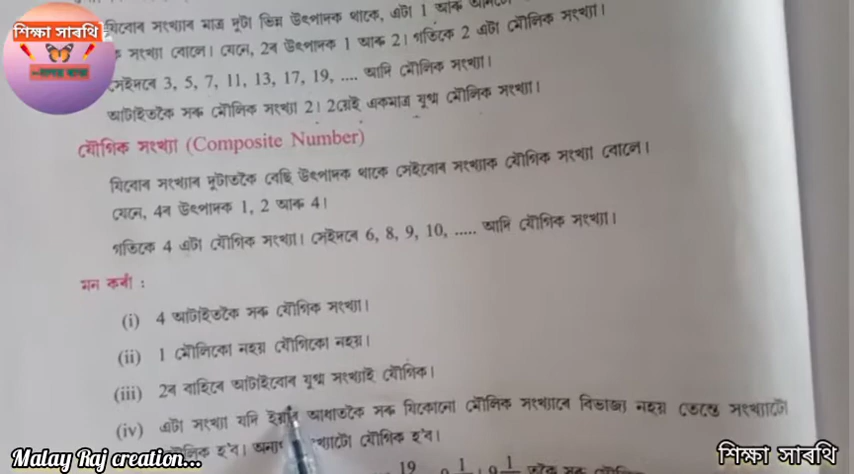 শিক্ষা সাৰথি
যিবোৰ সংখ্যাৰ মাত্ৰ দুটা ভিন্ন উৎপাদক থাকে, এটা 1 আৰু
সংখ্যা বোলে। যেনে, 2ৰ উৎপাদক 1 আৰু 2। গতিকে 2 এটা মৌলিক সংখ্যা।
সেইদৰে 3, 5, 7, 11, 13, 17, 19, .... আদি মৌলিক সংখ্যা।
আটাইতকৈ সৰু মৌলিক সংখ্যা 2। 2য়েই একমাত্ৰ যুগ্ম মৌলিক সংখ্যা।
যৌগিক সংখ্যা (Composite Number)
যিবোৰ সংখ্যাৰ দুটাতকৈ বেছি উৎপাদক থাকে সেইবোৰ সংখ্যাক যৌগিক সংখ্যা বোলে।
যেনে, 4ৰ উৎপাদক 1, 2 আৰু 4।
গতিকে 4 এটা যৌগিক সংখ্যা। সেইদৰে 6, 8, 9, 10, ..... আদি যৌগিক সংখ্যা।
মন কৰা :
(i) 4 আটাইতকৈ সৰু যৌগিক সংখ্যা।
(ii) 1 মৌলিকো নহয় যৌগিকো নহয়।
(iii) 2ৰ বাহিৰে আটাইবোৰ যুগ্ম সংখ্যাই যৌগিক।
(iv) এটা সংখ্যা যদি ইয়াৰ আধাতকৈ সৰু যিকোনো মৌলিক সংখ্যাৰে বিভাজ্য নহয় তেন্তে সংখ্যাটো
হ'ব। যৌগিক হ'ব।
Malay Raj creation...
শিক্ষা সাৰথি